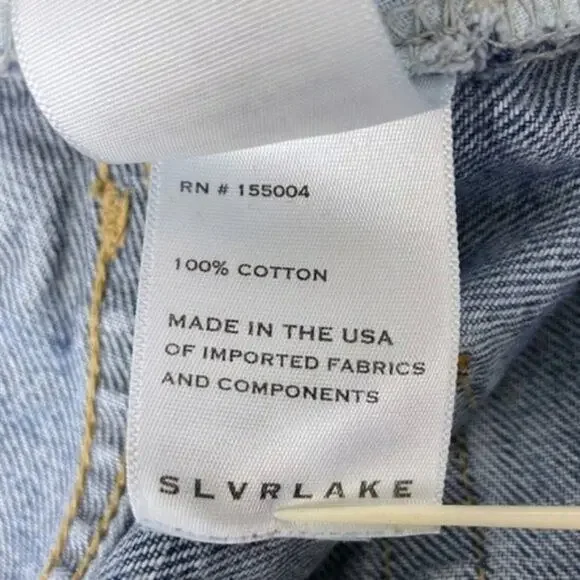 RN # 155004
100% COTTON
MADE IN THE USA
OF IMPORTED FABRICS
AND COMPONENTS
SLVRLAKE